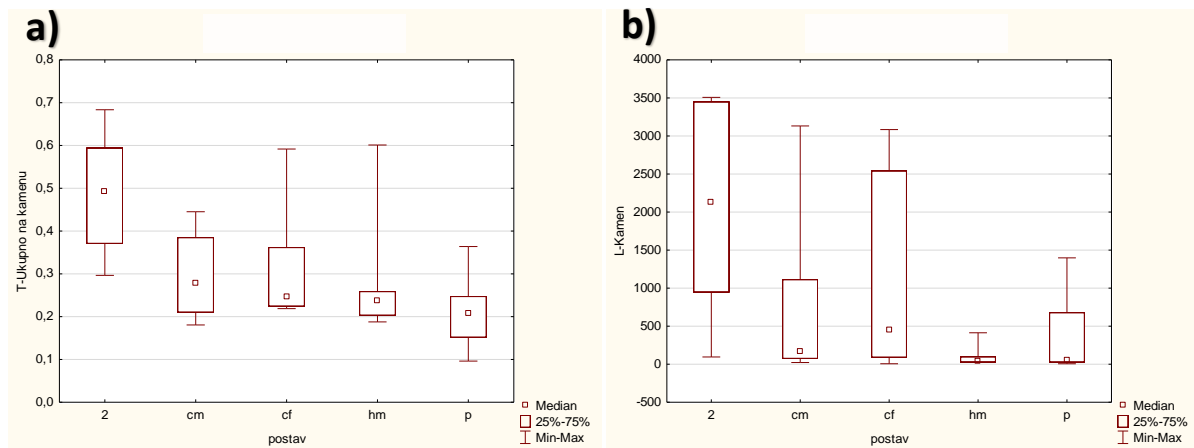 a)
0,8
0,7
0,6
0,5
0,4
0,3
0,2
0,1
0,0
T-Ukupno na kamenu
2 cm cf hm p
postav
Median
25%-75%
Min-Max
b)
4000
3500
3000
2500
2000
1500
1000
500
0
-500
L-Kamen
2 cm cf hm p
postav
Median
25%-75%
Min-Max